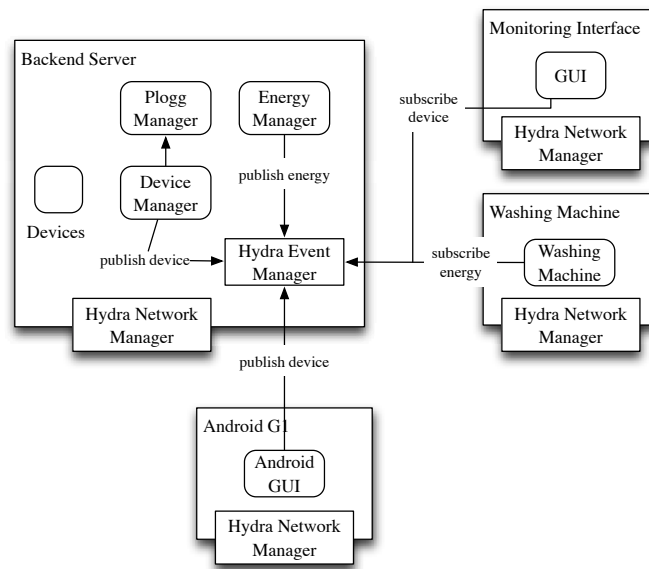 Backend Server
Plogg
Manager
Energy
Manager
publish energy
Device
Manager
Devices
publish device
Hydra Event
Manager
Hydra Network
Manager
Monitoring Interface
GUI
subscribe
device
Hydra Network
Manager
Washing Machine
subscribe
energy
Washing
Machine
Hydra Network
Manager
publish device
Android G1
Android
GUI
Hydra Network
Manager